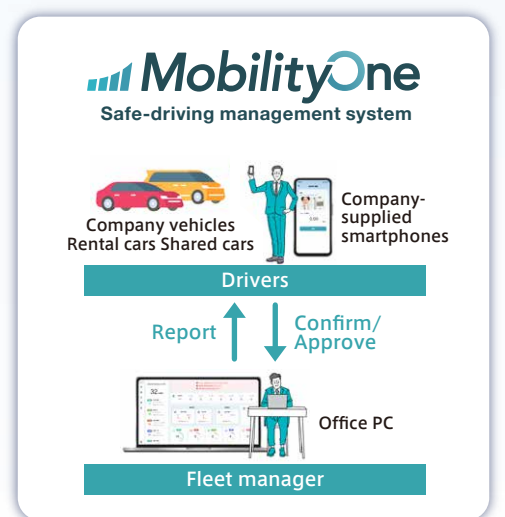 MobilityOne
Safe-driving management system
Company vehicles
Rental cars Shared cars
Company-
supplied
smartphones
Drivers
Report
Confirm/
Approve
Office PC
Fleet manager